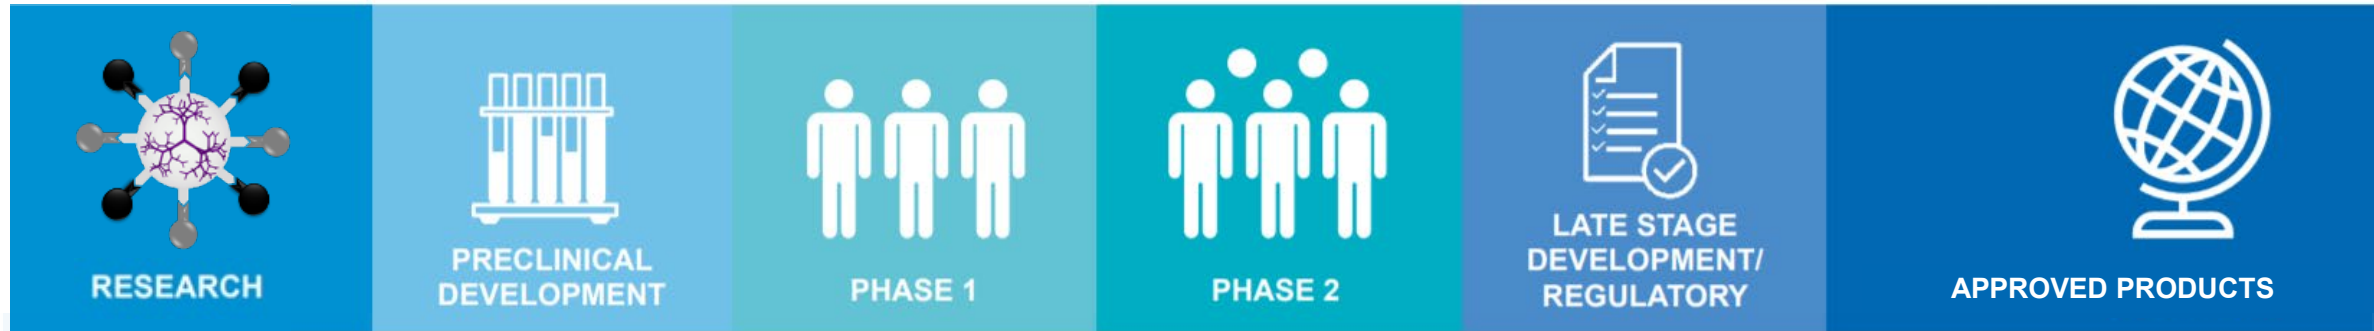 RESEARCH
PRECLINICAL
DEVELOPMENT
PHASE 1
PHASE 2
LATE STAGE
DEVELOPMENT/
REGULATORY
APPROVED PRODUCTS